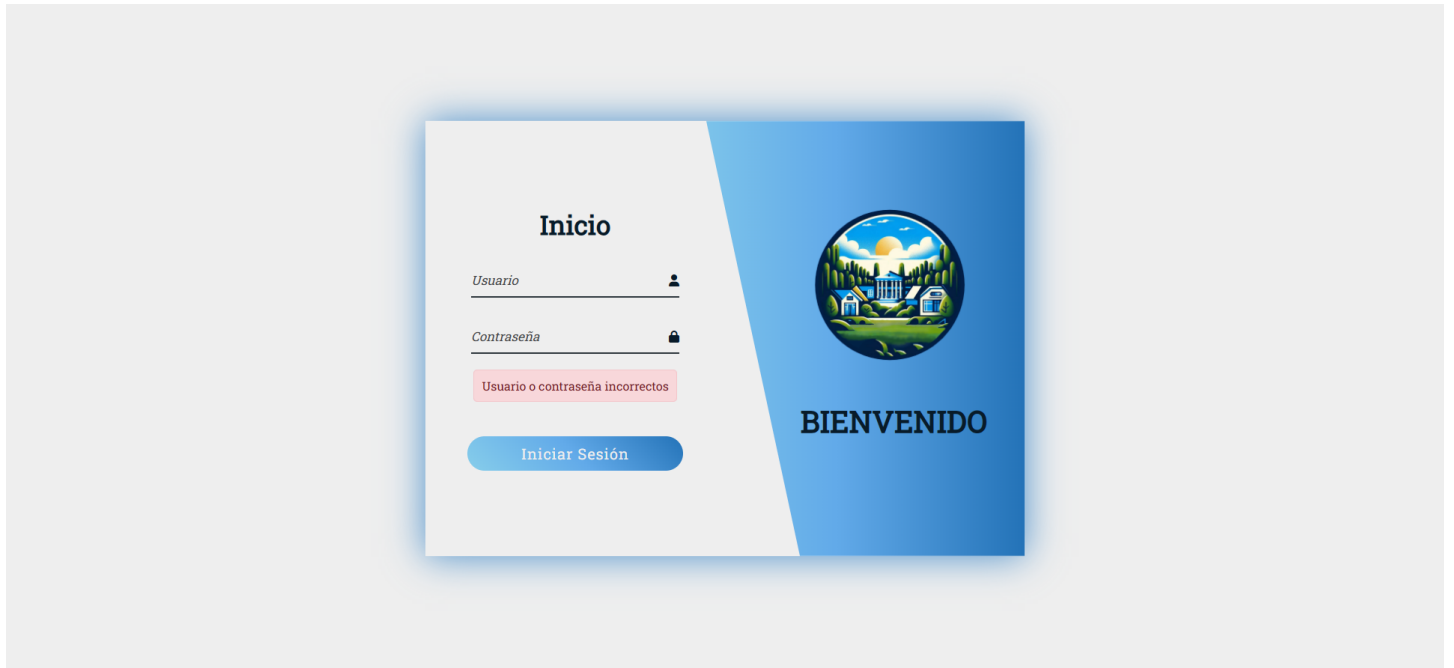 Inicio
Usuario
Contraseña
Usuario o contraseña incorrectos
Iniciar Sesión
BIENVENIDO